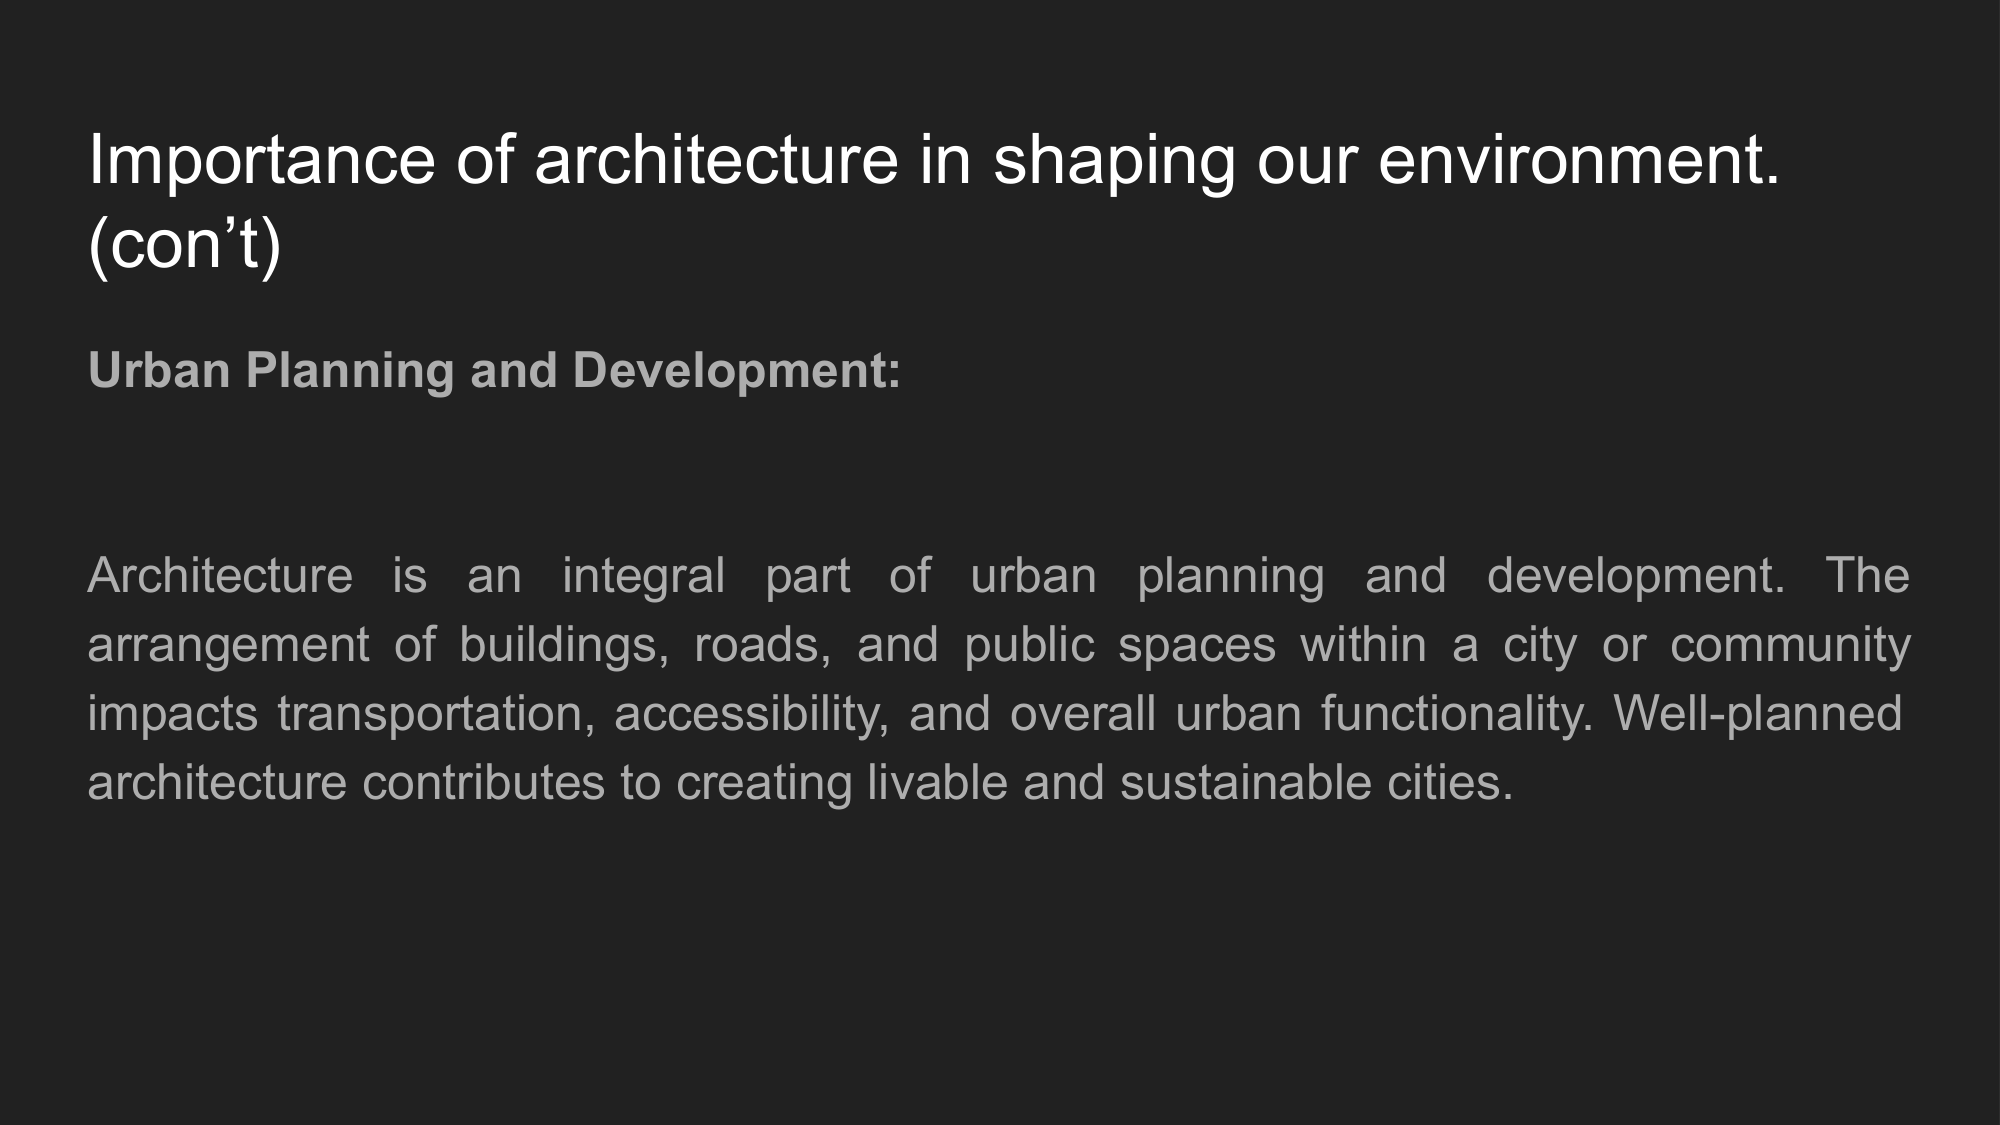 Importance of architecture in shaping our environment.
(con’t)
Urban Planning and Development:
Architecture is an integral part of urban planning and development. The
arrangement of buildings, roads, and public spaces within a city or community
impacts transportation, accessibility, and overall urban functionality. Well-planned
architecture contributes to creating livable and sustainable cities.